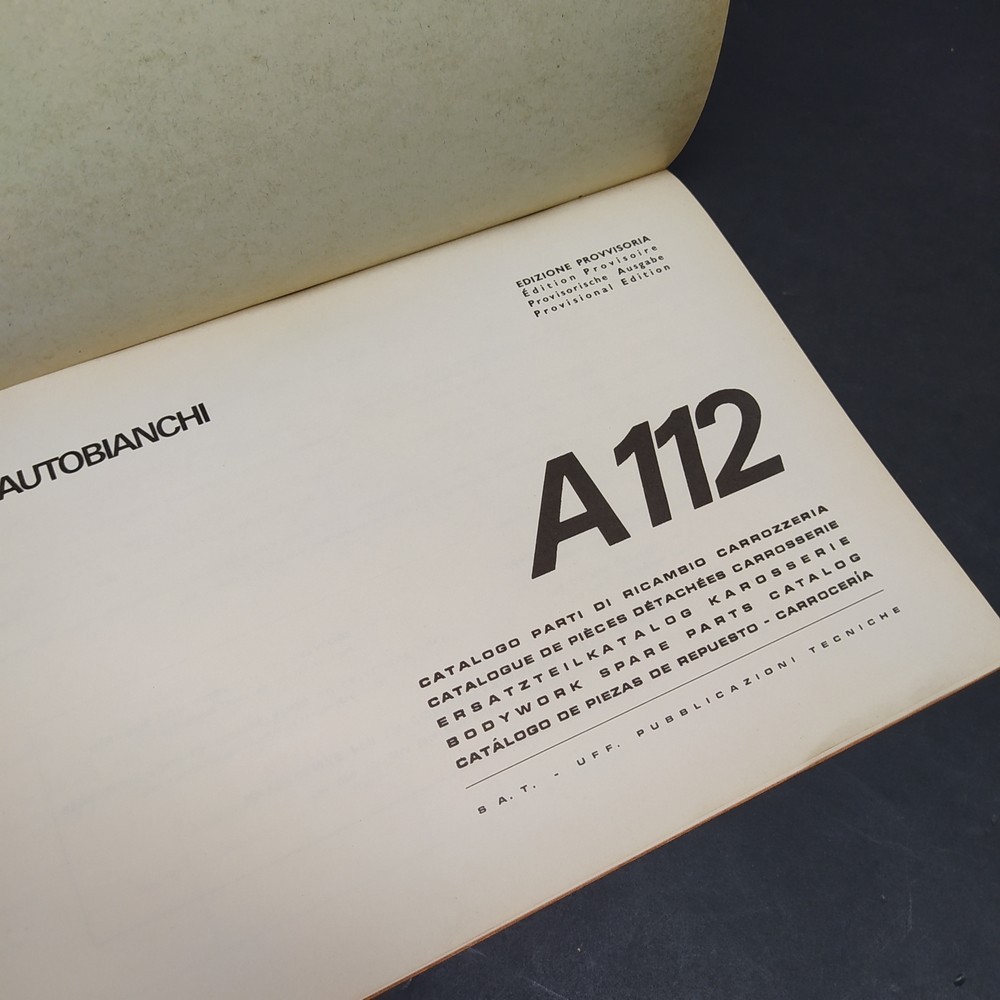 EDIZIONE PROVVISORIA
Édition Provisoire
Provisorische Ausgabe
Provisional Edition
AUTOBIANCHI
A 112
CATALOGO PARTI DI RICAMBIO CARROZZERIA
CATALOGUE DE PIÈCES DÉTACHÉES CARROSSERIE
ERSATZTEILKATALOG KAROSSERIE
BODYWORK SPARE PARTS CATALOG
CATÁLOGO DE PIEZAS DE REPUESTO - CARROCERÍA
S.A.T. - UFF. PUBBLICAZIONI TECNICHE